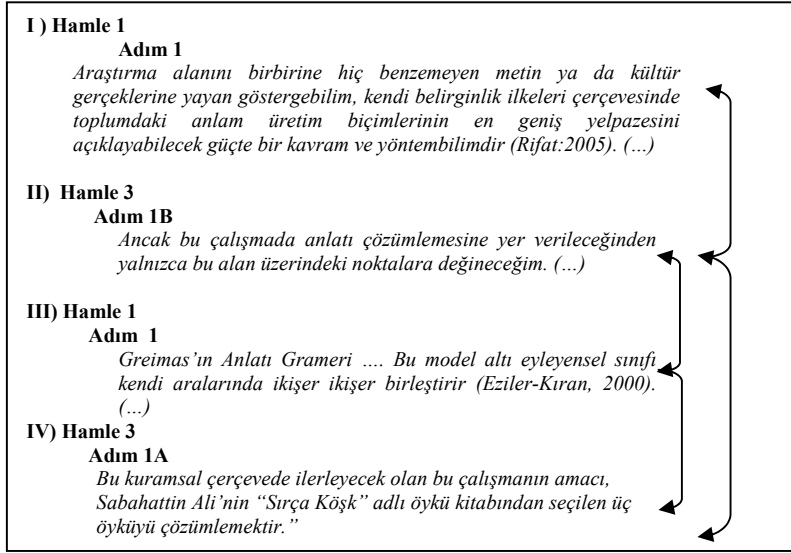 I ) Hamle 1
Adım 1
Araştırma alanını birbirine hiç benzemeyen metin ya da kültür
gerçeklerine yayan göstergebilim, kendi belirginlik ilkeleri çerçevesinde
toplumdaki anlam üretim biçimlerinin en geniş yelpazesini
açıklayabilecek güçte bir kavram ve yöntembilimdir (Rifat:2005). (…)
II) Hamle 3
Adım 1B
Ancak bu çalışmada anlatı çözümlemesine yer verileceğinden
yalnızca bu alan üzerindeki noktalara değineceğim. (…)
III) Hamle 1
Adım 1
Greimas’ın Anlatı Grameri …. Bu model altı eyleyensel sınıfı
kendi aralarında ikişer ikişer birleştirir (Eziler-Kıran, 2000).
(…)
IV) Hamle 3
Adım 1A
Bu kuramsal çerçevede ilerleyecek olan bu çalışmanın amacı,
Sabahattin Ali’nin “Sırça Köşk” adlı öykü kitabından seçilen üç
öyküyü çözümlemektir.”